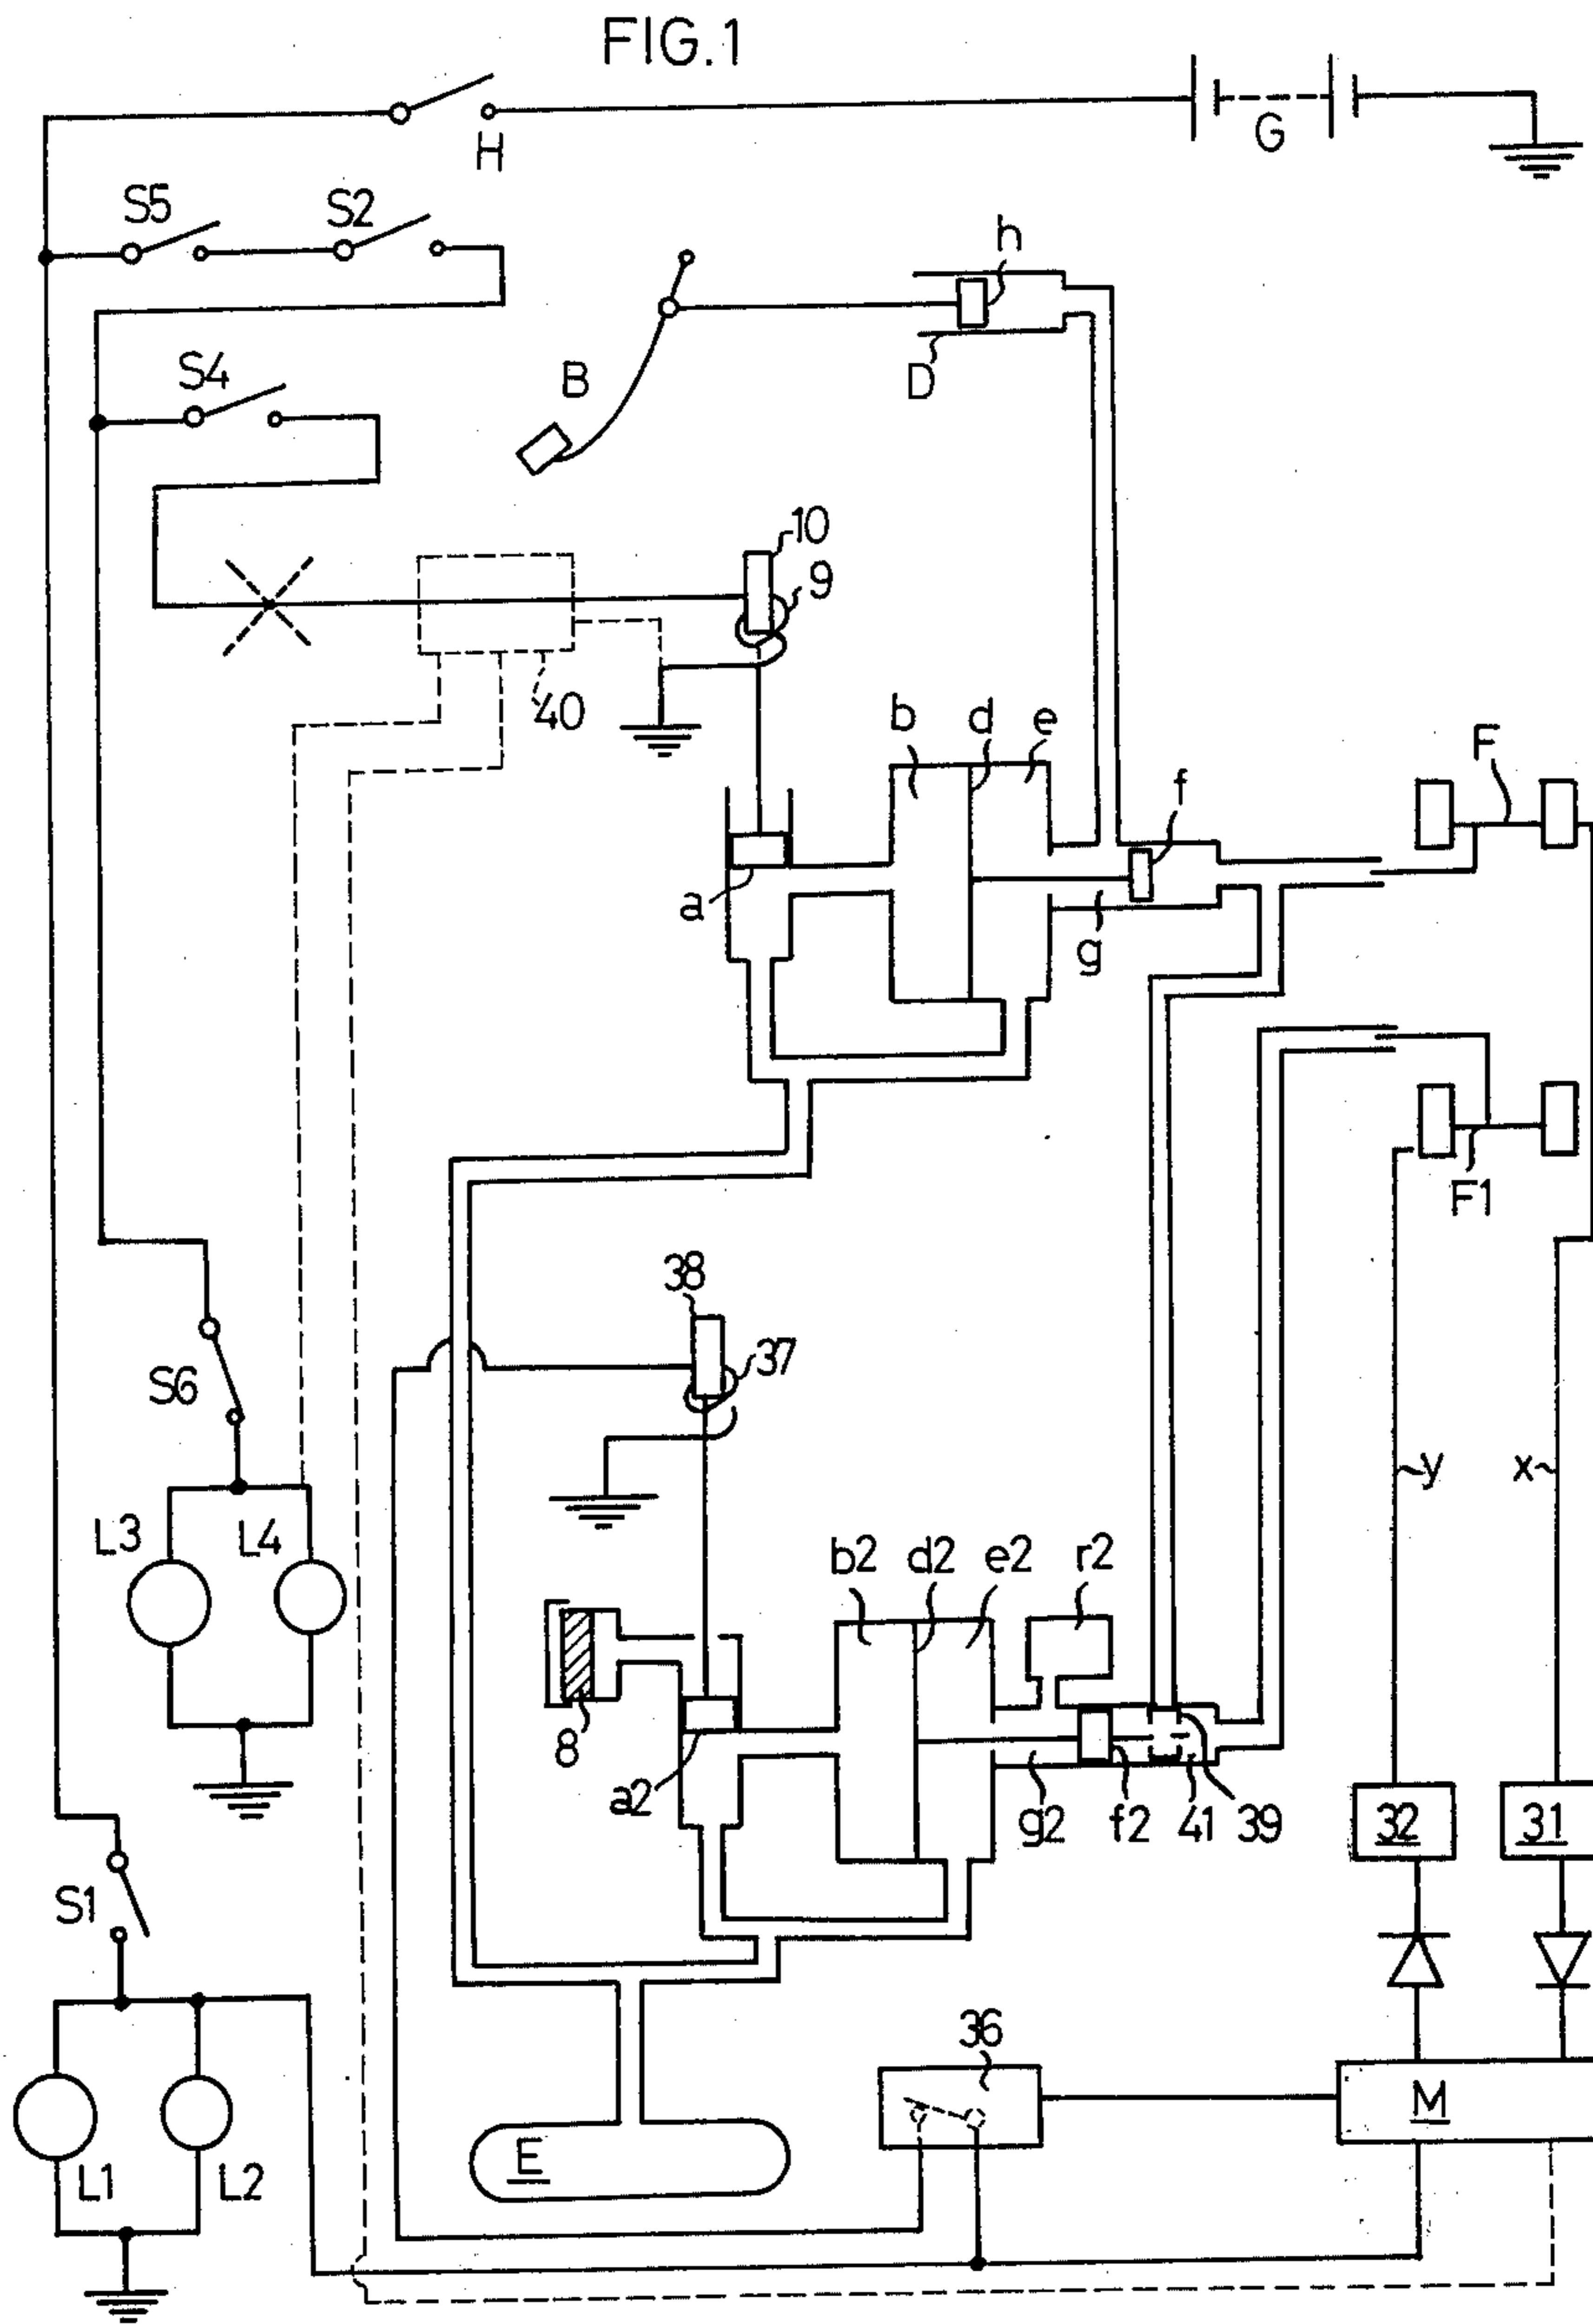 FIG.1
H
G
S5
S2
h
D
B
S4
10
9
40
b
d
e
f
F
a
g
F1
38
37
S6
y
x
L3
L4
b2
d2
e2
r2
8
a2
g2
f2
41
39
32
31
S1
36
M
E
L1
L2